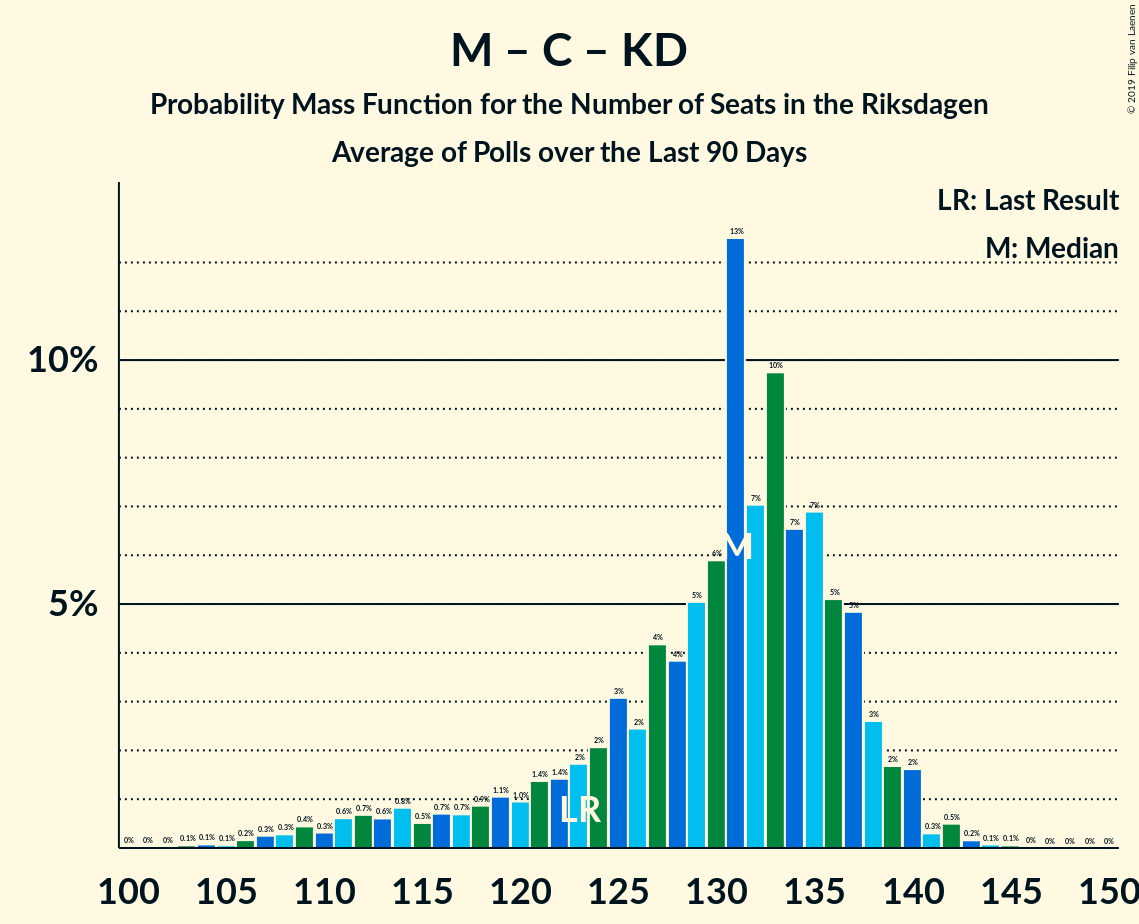 M – C – KD
Probability Mass Function for the Number of Seats in the Riksdagen
Average of Polls over the Last 90 Days
© 2019 Filip van Laenen
LR: Last Result
M: Median
10%
5%
0% 0% 0% 0.1% 0.1% 0.1% 0.2% 0.3% 0.3% 0.4% 0.3% 0.6% 0.7% 0.6% 0.8% 0.5% 0.7% 0.7% 0.9% 1.1% 1.0% 1.4% 1.4% 2% 2% 3% 2% 4% 4% 5% 6% 13% 7% 10% 7% 7% 5% 5% 3% 2% 2% 0.3% 0.5% 0.2% 0.1% 0.1% 0% 0% 0% 0% 0%
M
LR
100 105 110 115 120 125 130 135 140 145 150